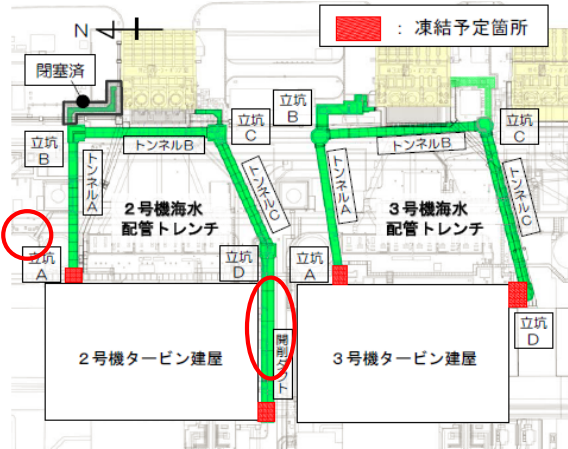 N
：凍結予定箇所
閉塞済
立坑
B
立坑
C
立坑
B
立坑
C
トンネルB
トンネルB
トンネルA
トンネルC
トンネルA
トンネルC
2号機海水
配管トレンチ
3号機海水
配管トレンチ
立坑
A
立坑
D
立坑
A
立坑
D
開削ダクト
2号機タービン建屋
3号機タービン建屋